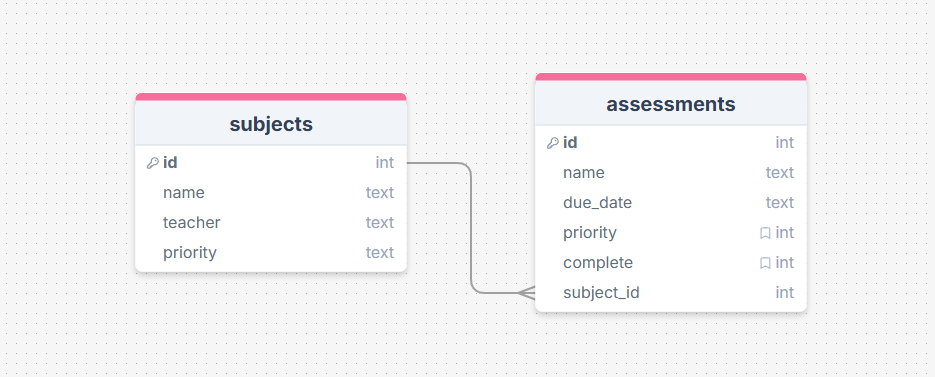 subjects
id int
name text
teacher text
priority text
assessments
id int
name text
due_date text
priority int
complete int
subject_id int